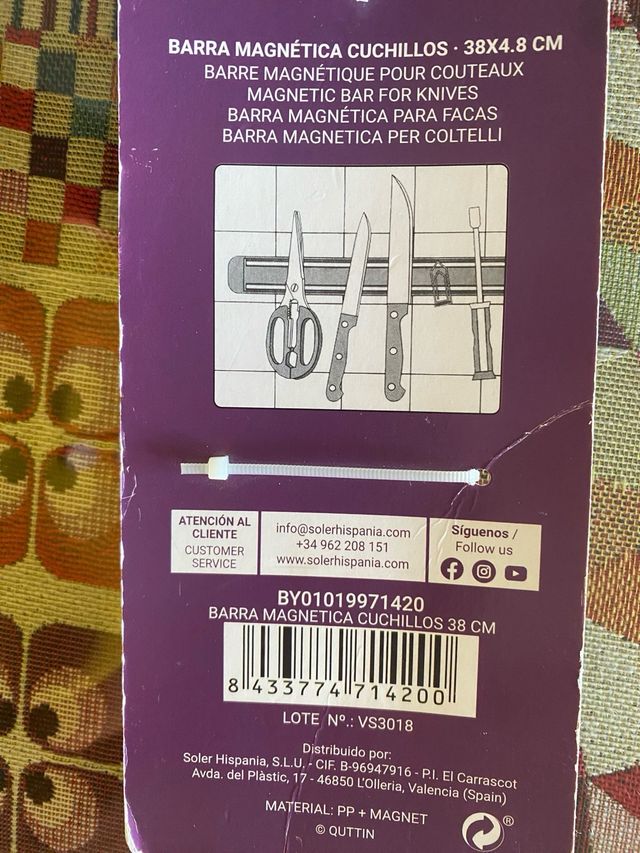 BARRA MAGNÉTICA CUCHILLOS · 38X4.8 CM
BARRE MAGNÉTIQUE POUR COUTEAUX
MAGNETIC BAR FOR KNIVES
BARRA MAGNÉTICA PARA FACAS
BARRA MAGNETICA PER COLTELLI
ATENCIÓN AL
CLIENTE
CUSTOMER
SERVICE
info@solerhispania.com
+34 962 208 151
www.solerhispania.com
Síguenos /
Follow us
BY01019971420
BARRA MAGNETICA CUCHILLOS 38 CM
8 433774 714200
LOTE Nº.: VS3018
Distribuido por:
Soler Hispania, S.L.U. - CIF. B-96947916 - P.I. El Carrascot
Avda. del Plàstic, 17 - 46850 L'Olleria, Valencia (Spain)
MATERIAL: PP + MAGNET
© QUTTIN
®